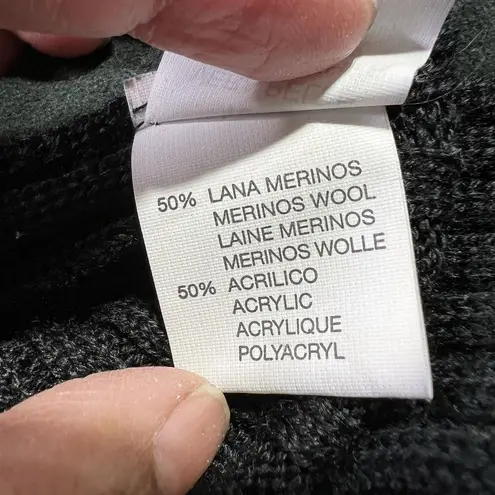 50% LANA MERINOS
MERINOS WOOL
LAINE MERINOS
MERINOS WOLLE
50% ACRILICO
ACRYLIC
ACRYLIQUE
POLYACRYL